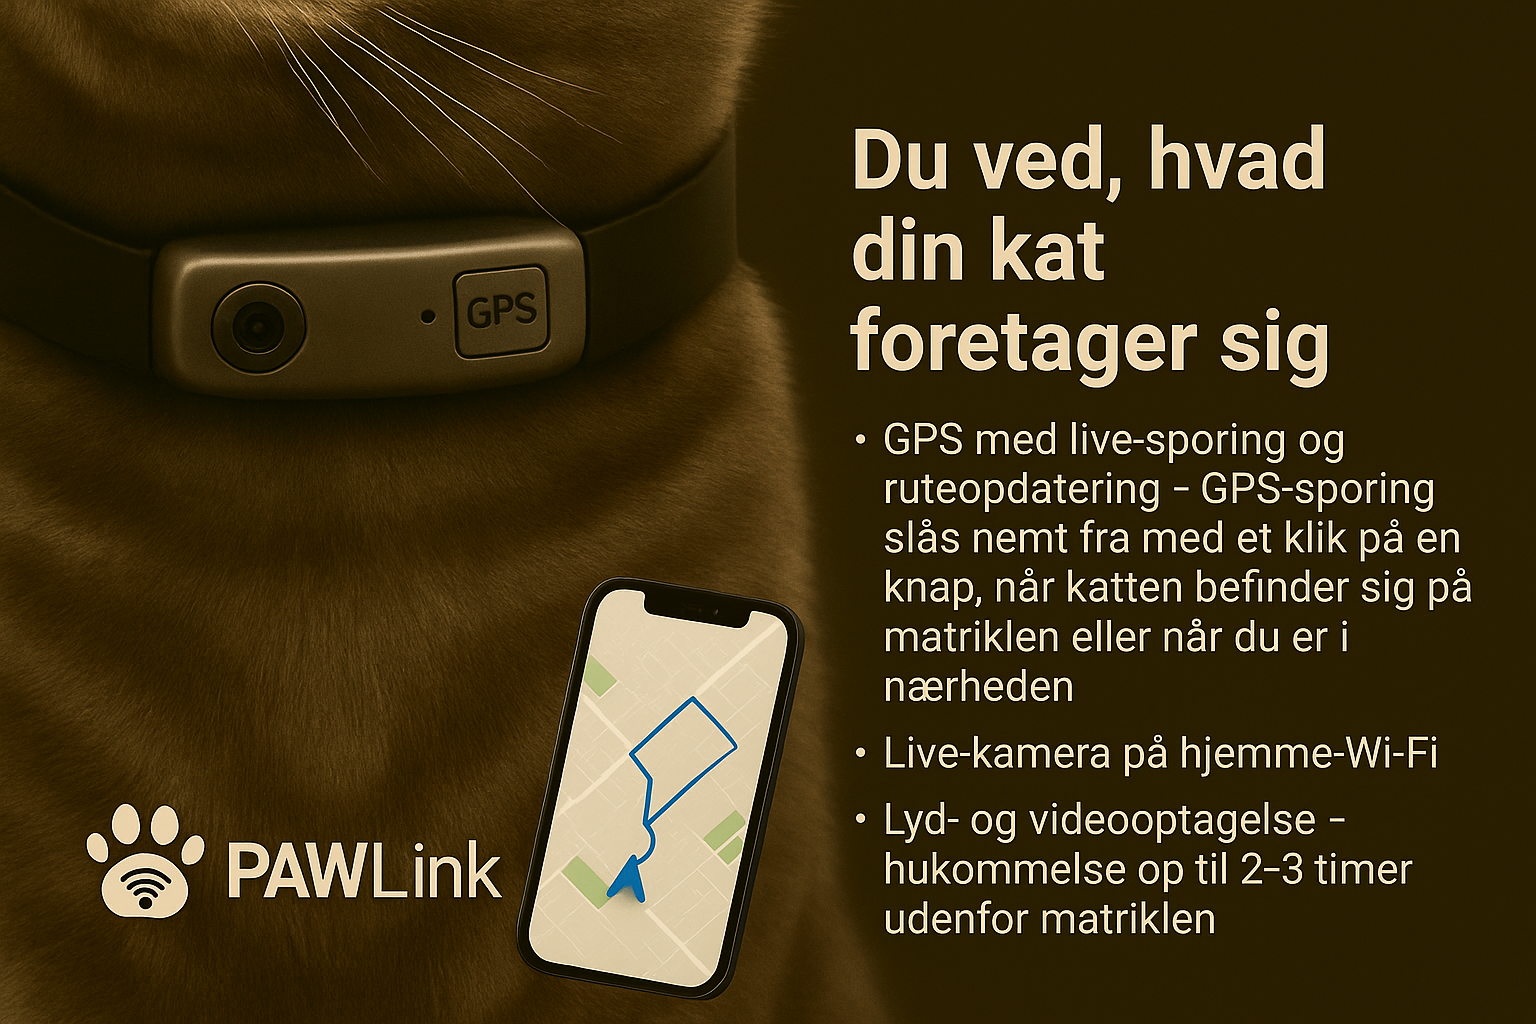 GPS
Du ved, hvad
din kat
foretager sig
• GPS med live-sporing og
ruteopdatering – GPS-sporing
slås nemt fra med et klik på en
knap, når katten befinder sig på
matriklen eller når du er i
nærheden
• Live-kamera på hjemme-Wi-Fi
• Lyd- og videooptagelse –
hukommelse op til 2–3 timer
udenfor matriklen
PAWLink